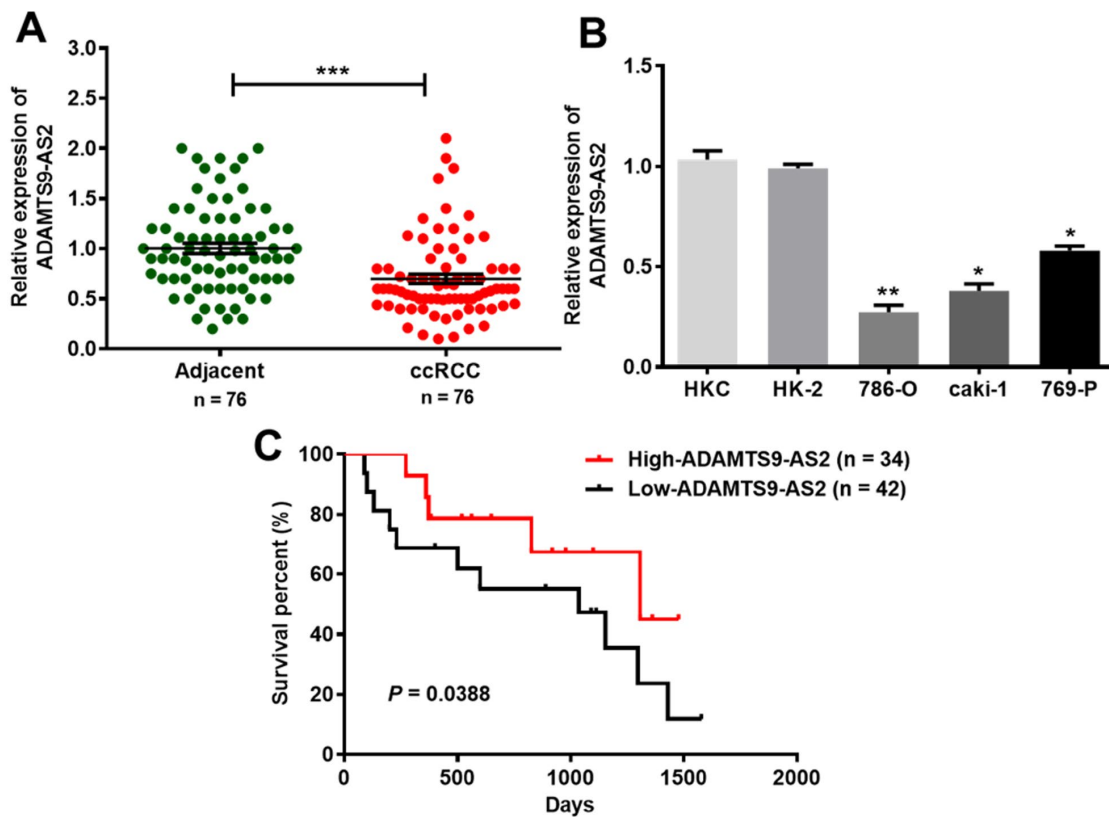 A
Relative expression of
ADAMTS9-AS2
3.0
2.5
2.0
1.5
1.0
0.5
0.0
***
Adjacent
n = 76
ccRCC
n = 76
B
Relative expression of
ADAMTS9-AS2
1.5
1.0
0.5
0.0
**
*
*
HKC
HK-2
786-O
caki-1
769-P
C
Survival percent (%)
100
80
60
40
20
0
High-ADAMTS9-AS2 (n = 34)
Low-ADAMTS9-AS2 (n = 42)
P = 0.0388
0
500
1000
1500
2000
Days